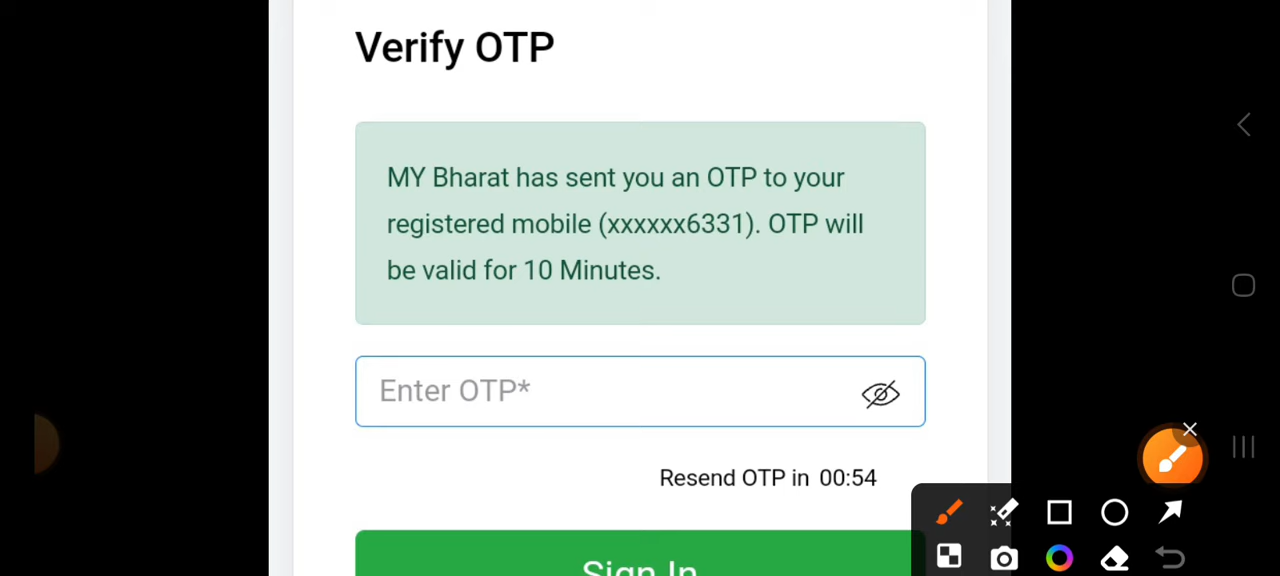 Verify OTP
MY Bharat has sent you an OTP to your
registered mobile (xxxxxx6331). OTP will
be valid for 10 Minutes.
Enter OTP*
Resend OTP in 00:54
Sign In